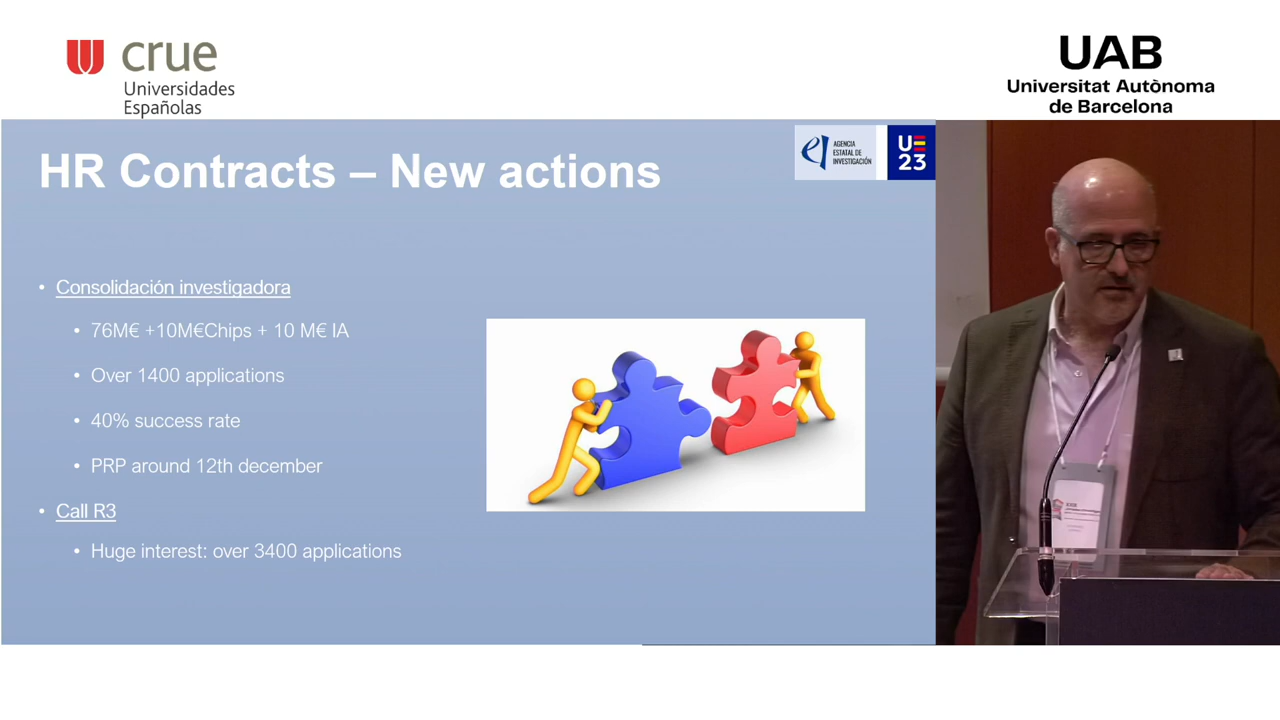 crue
Universidades
Españolas
UAB
Universitat Autònoma
de Barcelona
HR Contracts – New actions
AGENCIA
ESTATAL DE
INVESTIGACIÓN
UE
23
• Consolidación investigadora
• 76M€ +10M€Chips + 10 M€ IA
• Over 1400 applications
• 40% success rate
• PRP around 12th december
• Call R3
• Huge interest: over 3400 applications